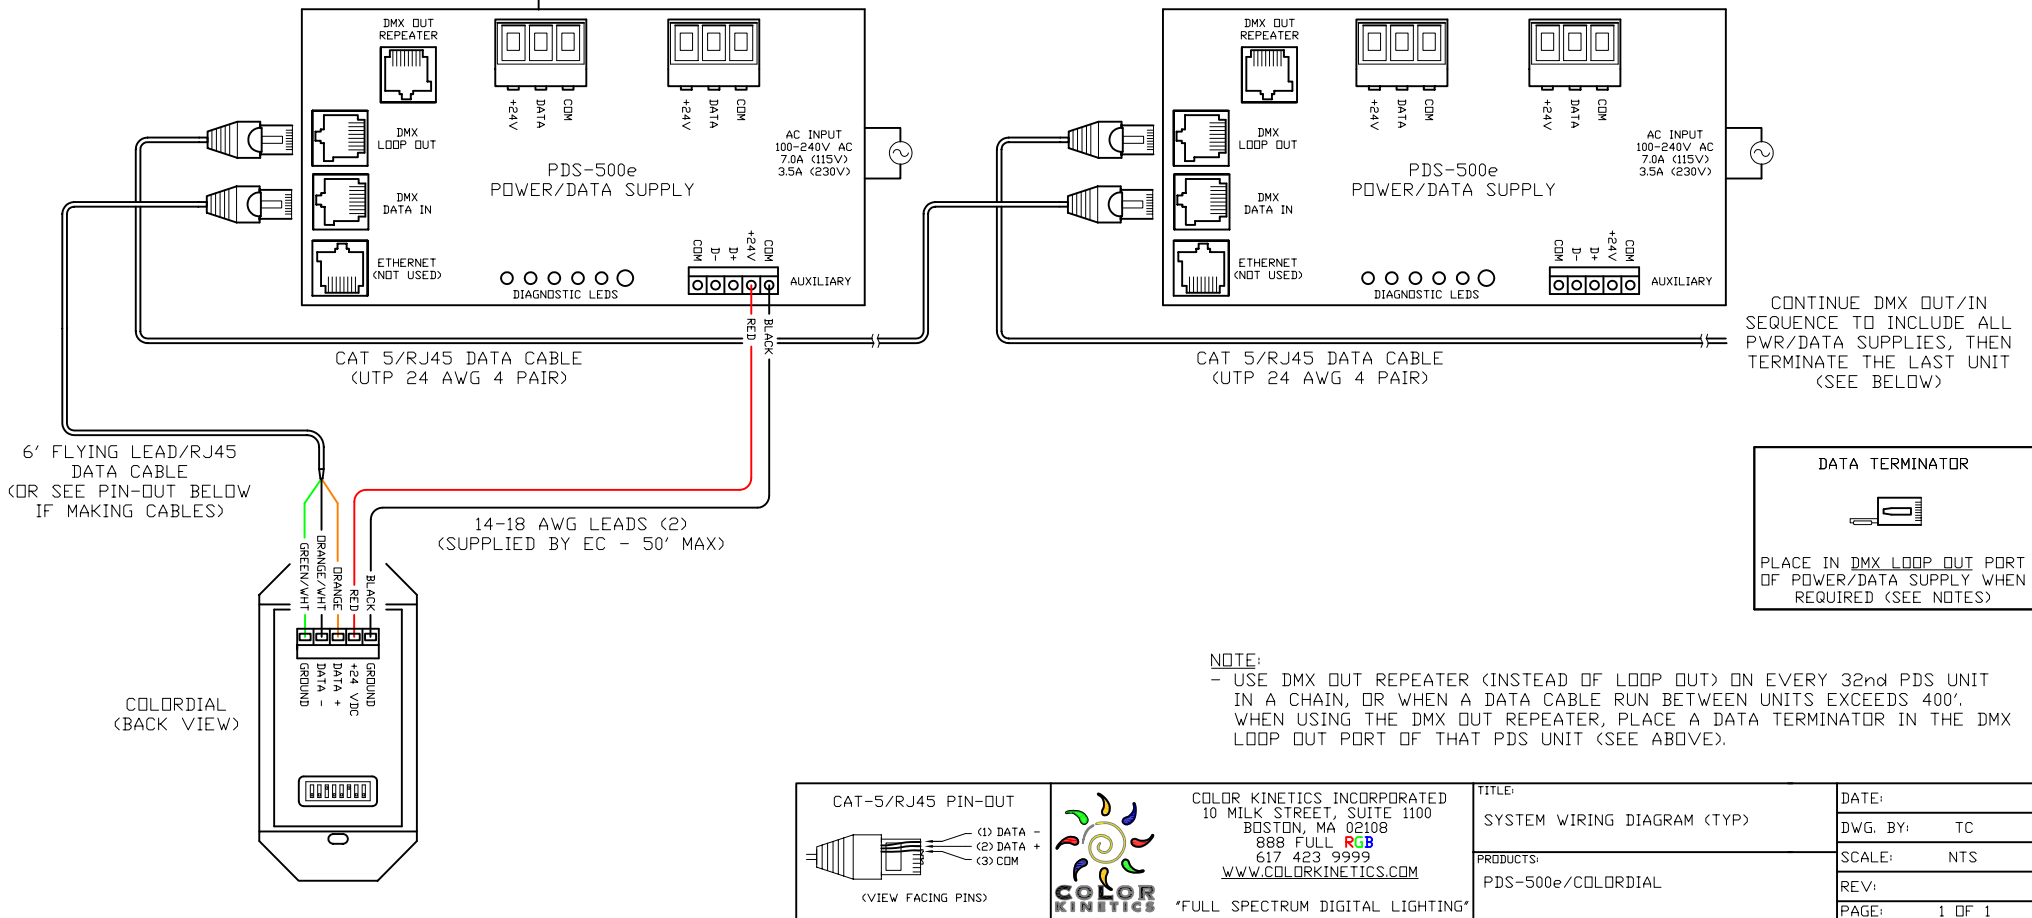 DMX OUT
REPEATER
+24V
DATA
COM
+24V
DATA
COM
DMX
LOOP OUT
AC INPUT
100-240V AC
7.0A (115V)
3.5A (230V)
PDS-500e
POWER/DATA SUPPLY
DMX
DATA IN
ETHERNET
(NOT USED)
DIAGNOSTIC LEDS
COM
D-
D+
+24V
COM
AUXILIARY
DMX OUT
REPEATER
+24V
DATA
COM
+24V
DATA
COM
DMX
LOOP OUT
AC INPUT
100-240V AC
7.0A (115V)
3.5A (230V)
PDS-500e
POWER/DATA SUPPLY
DMX
DATA IN
ETHERNET
(NOT USED)
DIAGNOSTIC LEDS
COM
D-
D+
+24V
COM
AUXILIARY
RED
BLACK
CAT 5/RJ45 DATA CABLE
(UTP 24 AWG 4 PAIR)
CAT 5/RJ45 DATA CABLE
(UTP 24 AWG 4 PAIR)
CONTINUE DMX OUT/IN
SEQUENCE TO INCLUDE ALL
PWR/DATA SUPPLIES, THEN
TERMINATE THE LAST UNIT
(SEE BELOW)
6' FLYING LEAD/RJ45
DATA CABLE
(OR SEE PIN-OUT BELOW
IF MAKING CABLES)
14-18 AWG LEADS (2)
(SUPPLIED BY EC - 50' MAX)
GREEN/WHT
ORANGE/WHT
ORANGE
RED
BLACK
GROUND
DATA -
DATA +
+24 VDC
GROUND
COLORDIAL
(BACK VIEW)
DATA TERMINATOR
PLACE IN DMX LOOP OUT PORT
OF POWER/DATA SUPPLY WHEN
REQUIRED (SEE NOTES)
NOTE:
- USE DMX OUT REPEATER (INSTEAD OF LOOP OUT) ON EVERY 32nd PDS UNIT
IN A CHAIN, OR WHEN A DATA CABLE RUN BETWEEN UNITS EXCEEDS 400'.
WHEN USING THE DMX OUT REPEATER, PLACE A DATA TERMINATOR IN THE DMX
LOOP OUT PORT OF THAT PDS UNIT (SEE ABOVE).
CAT-5/RJ45 PIN-OUT
(1) DATA -
(2) DATA +
(3) COM
(VIEW FACING PINS)
COLOR
KINETICS
COLOR KINETICS INCORPORATED
10 MILK STREET, SUITE 1100
BOSTON, MA 02108
888 FULL RGB
617 423 9999
WWW.COLORKINETICS.COM
"FULL SPECTRUM DIGITAL LIGHTING"
TITLE:
SYSTEM WIRING DIAGRAM (TYP)
PRODUCTS:
PDS-500e/COLORDIAL
DATE:
DWG. BY: TC
SCALE: NTS
REV:
PAGE: 1 OF 1